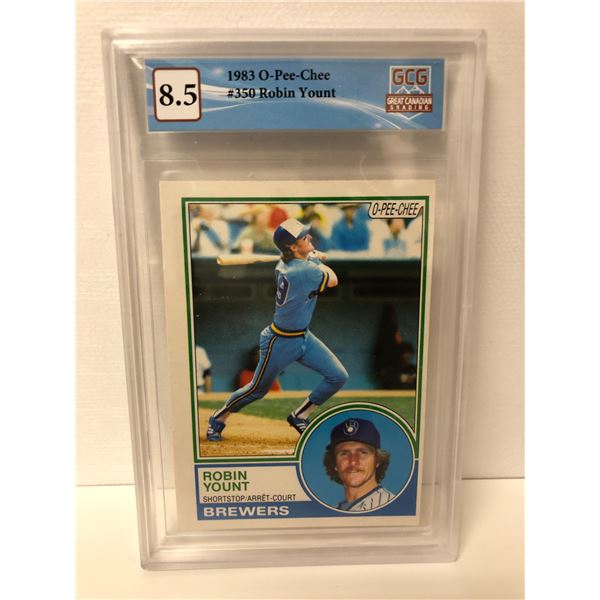 8.5
1983 O-Pee-Chee
#350 Robin Yount
GCG
GREAT CANADIAN
GRADING
O-PEE-CHEE
19
ROBIN
YOUNT
SHORTSTOP/ARRÊT-COURT
BREWERS